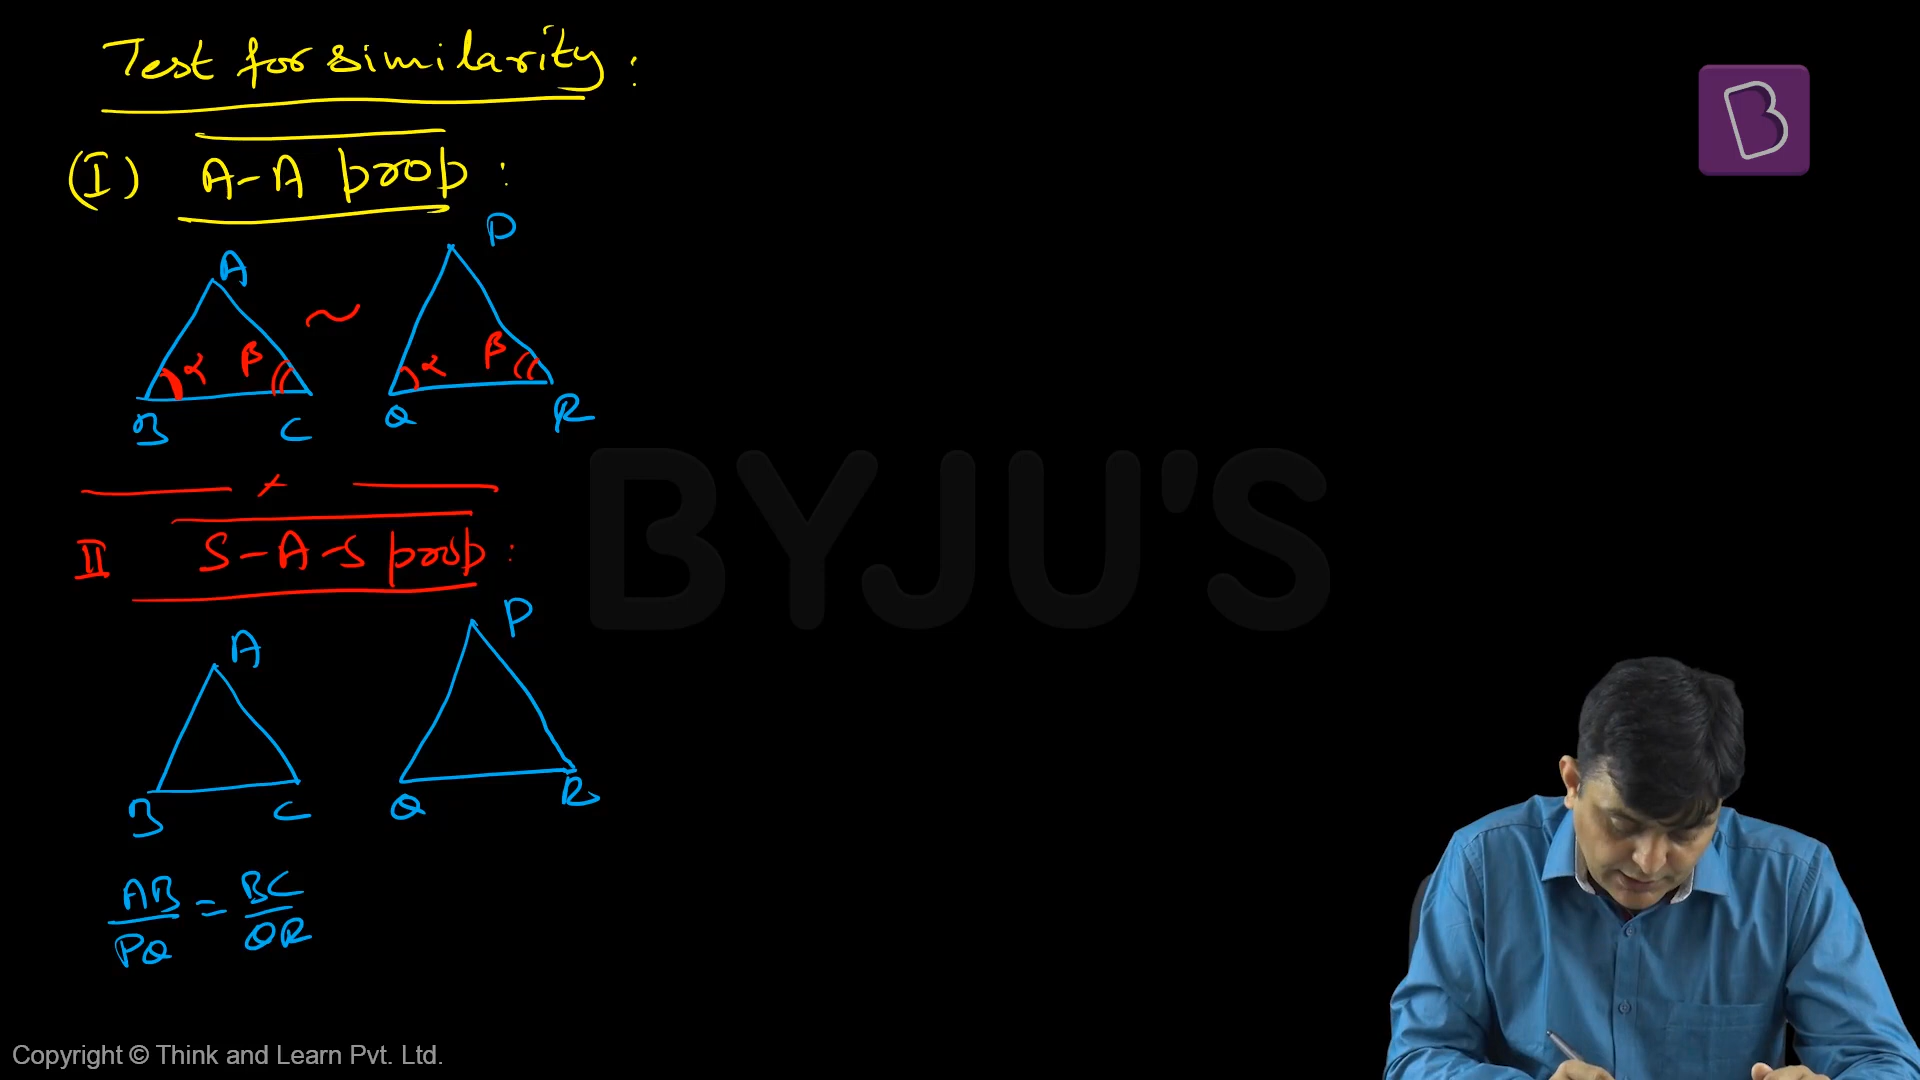 Test for similarity :
(I) A-A prop :
A
P
~
α β
α β
B C
Q R
x
II S-A-S prop :
A
P
B C
Q R
AB/PQ = BC/QR
BYJU'S
B
Copyright © Think and Learn Pvt. Ltd.